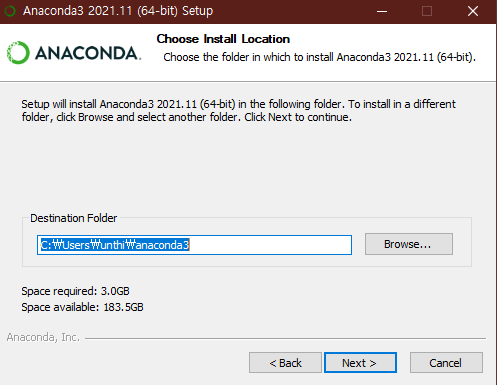 Anaconda3 2021.11 (64-bit) Setup
ANACONDA.
Choose Install Location
Choose the folder in which to install Anaconda3 2021.11 (64-bit).
Setup will install Anaconda3 2021.11 (64-bit) in the following folder. To install in a different
folder, click Browse and select another folder. Click Next to continue.
Destination Folder
C:₩Users₩unthi₩anaconda3
Browse...
Space required: 3.0GB
Space available: 183.5GB
Anaconda, Inc.
< Back
Next >
Cancel